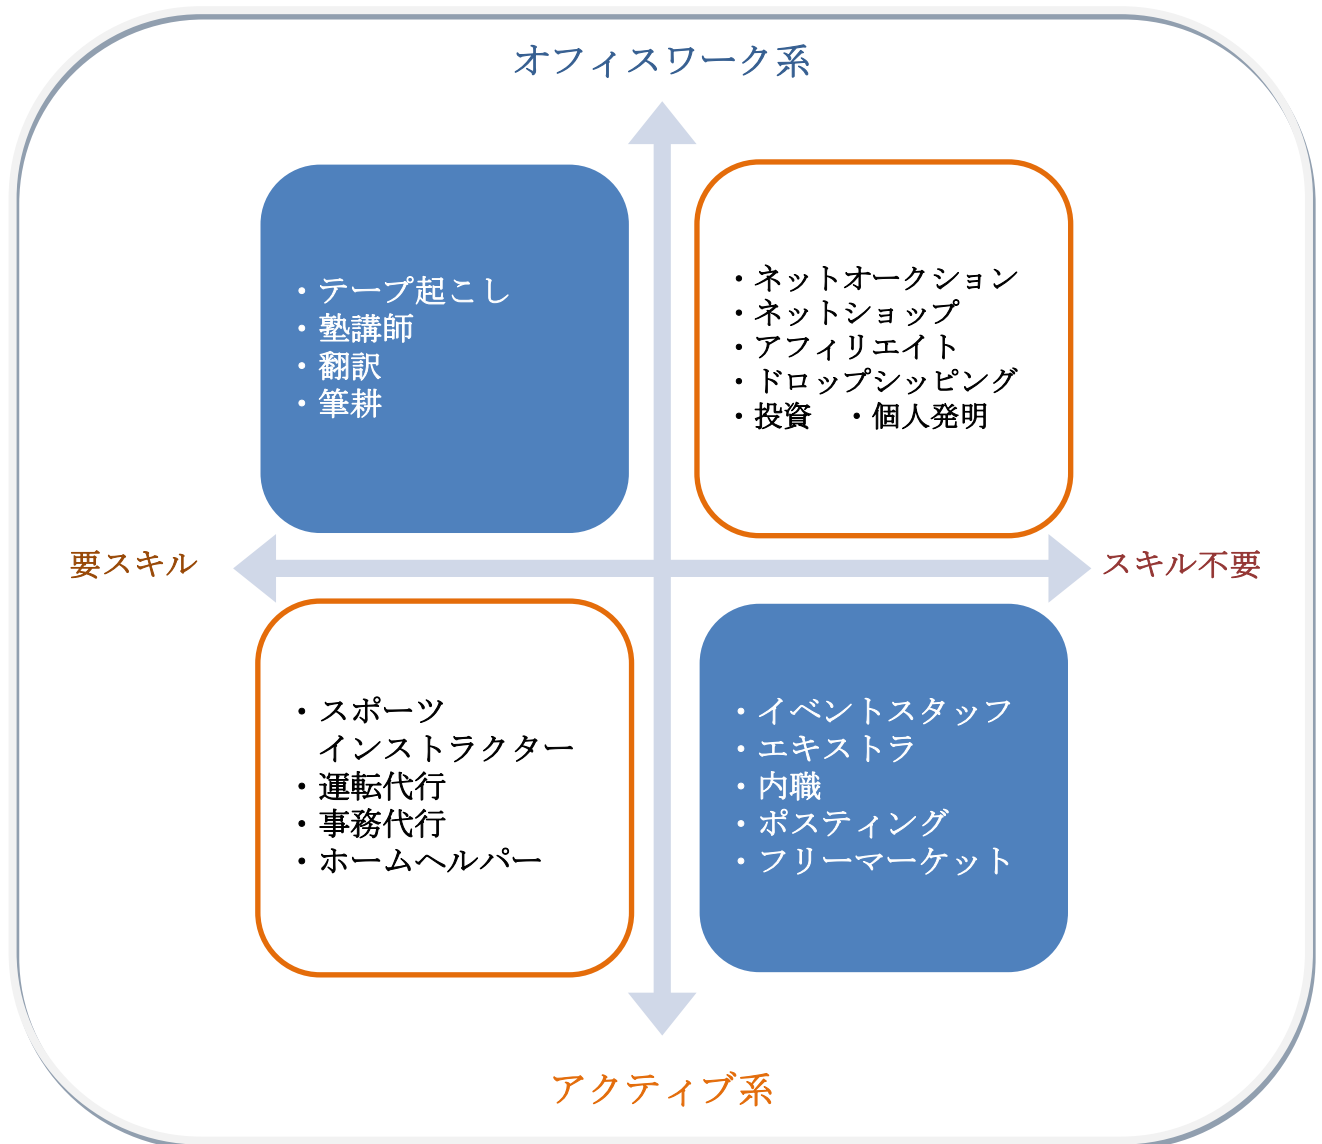 オフィスワーク系
・テープ起こし
・塾講師
・翻訳
・筆耕
・ネットオークション
・ネットショップ
・アフィリエイト
・ドロップシッピング
・投資　・個人発明
要スキル
スキル不要
・スポーツ
インストラクター
・運転代行
・事務代行
・ホームヘルパー
・イベントスタッフ
・エキストラ
・内職
・ポスティング
・フリーマーケット
アクティブ系